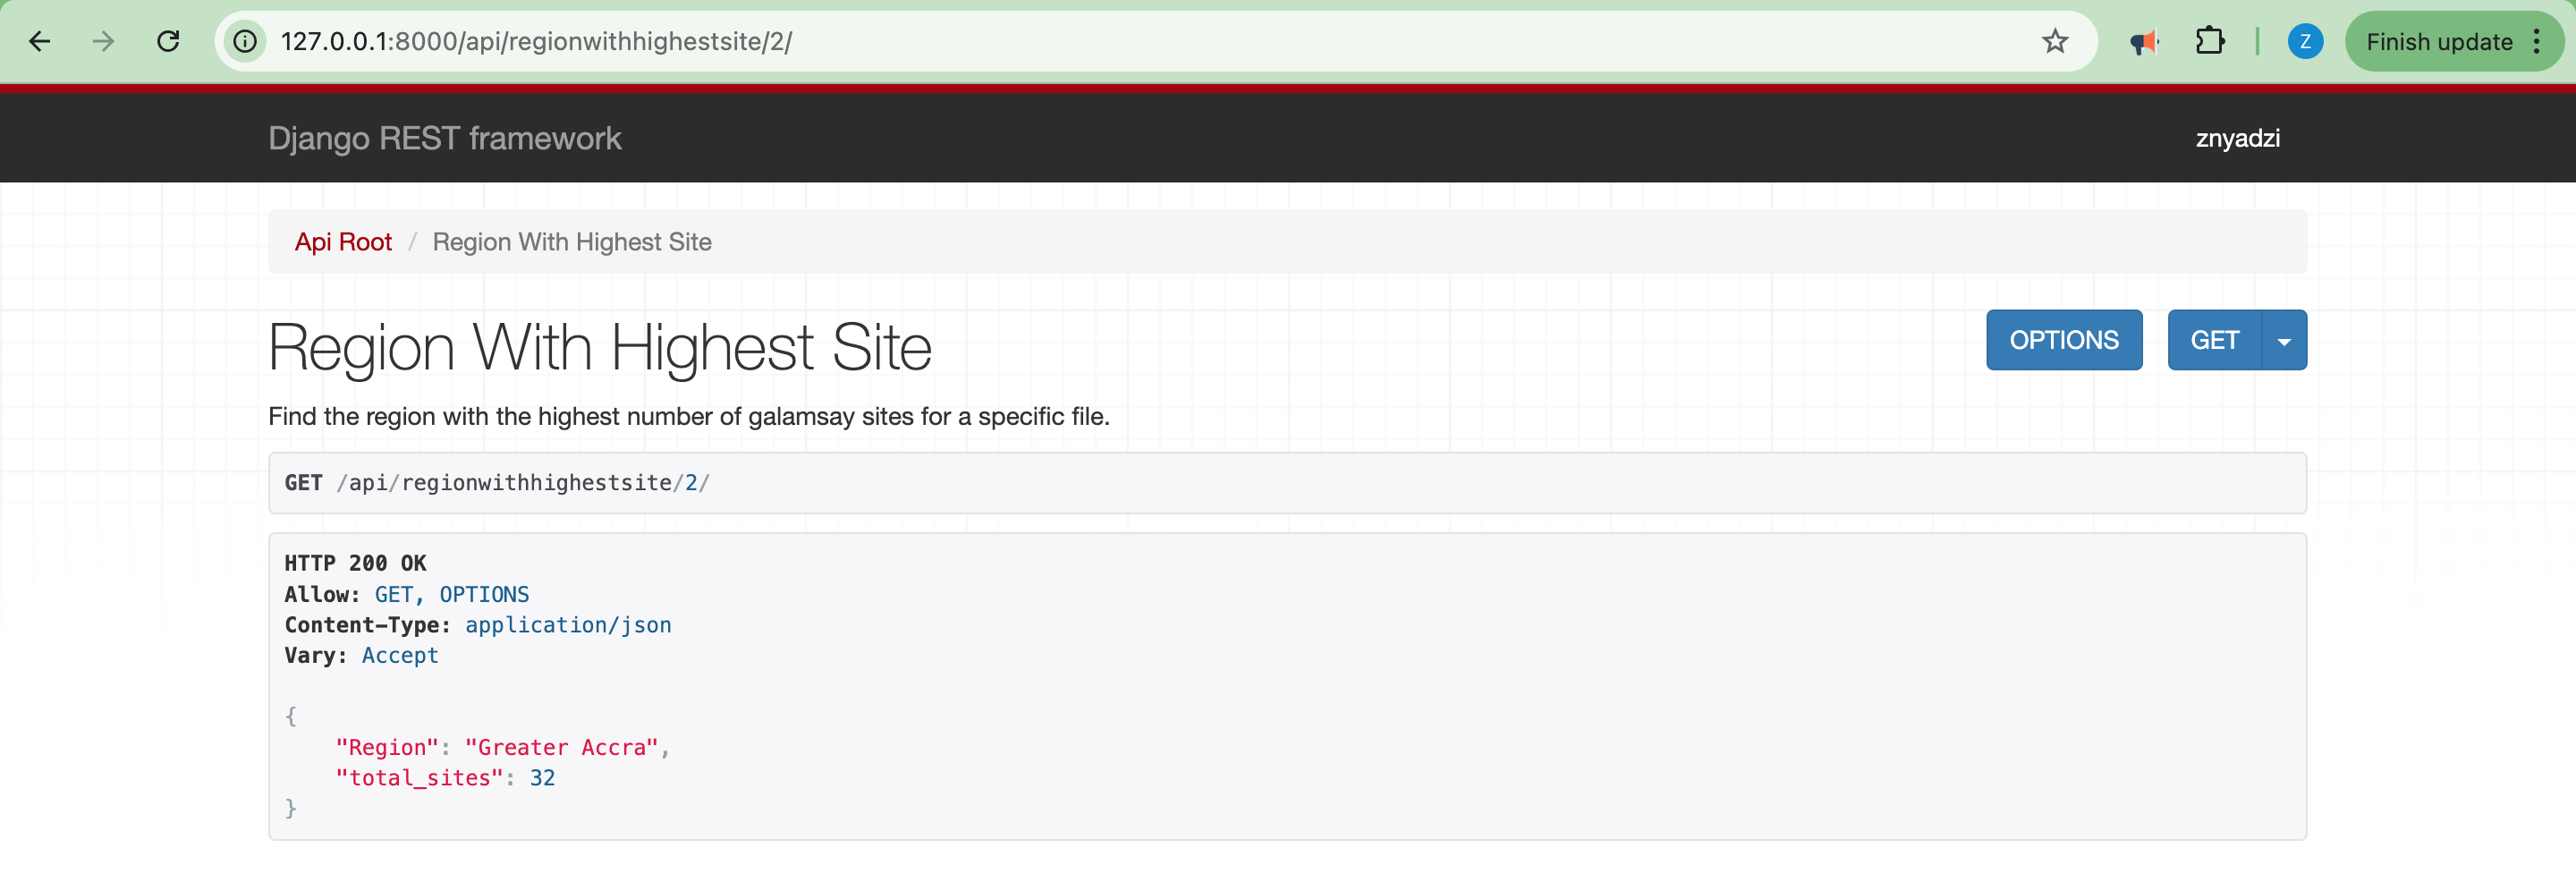 127.0.0.1:8000/api/regionwithhighestsite/2/
Z
Finish update
Django REST framework
znyadzi
Api Root / Region With Highest Site
Region With Highest Site
OPTIONS
GET
Find the region with the highest number of galamsay sites for a specific file.
GET /api/regionwithhighestsite/2/
HTTP 200 OK
Allow: GET, OPTIONS
Content-Type: application/json
Vary: Accept
{
    "Region": "Greater Accra",
    "total_sites": 32
}